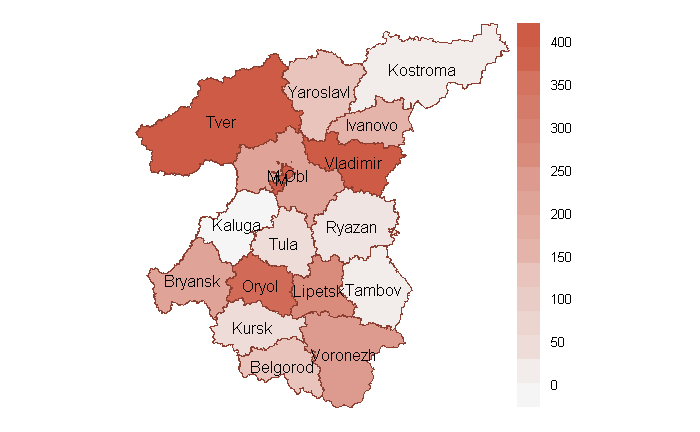 Kostroma
Yaroslavl
Tver
Ivanovo
Vladimir
M Obl
M
Kaluga
Ryazan
Tula
Bryansk
Oryol
Lipetsk
Tambov
Kursk
Voronezh
Belgorod
400
350
300
250
200
150
100
50
0